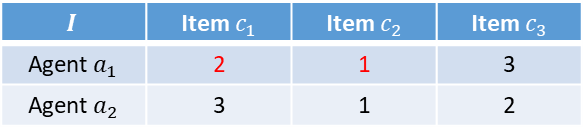 I Item c₁ Item c₂ Item c₃
Agent a₁ 2 1 3
Agent a₂ 3 1 2